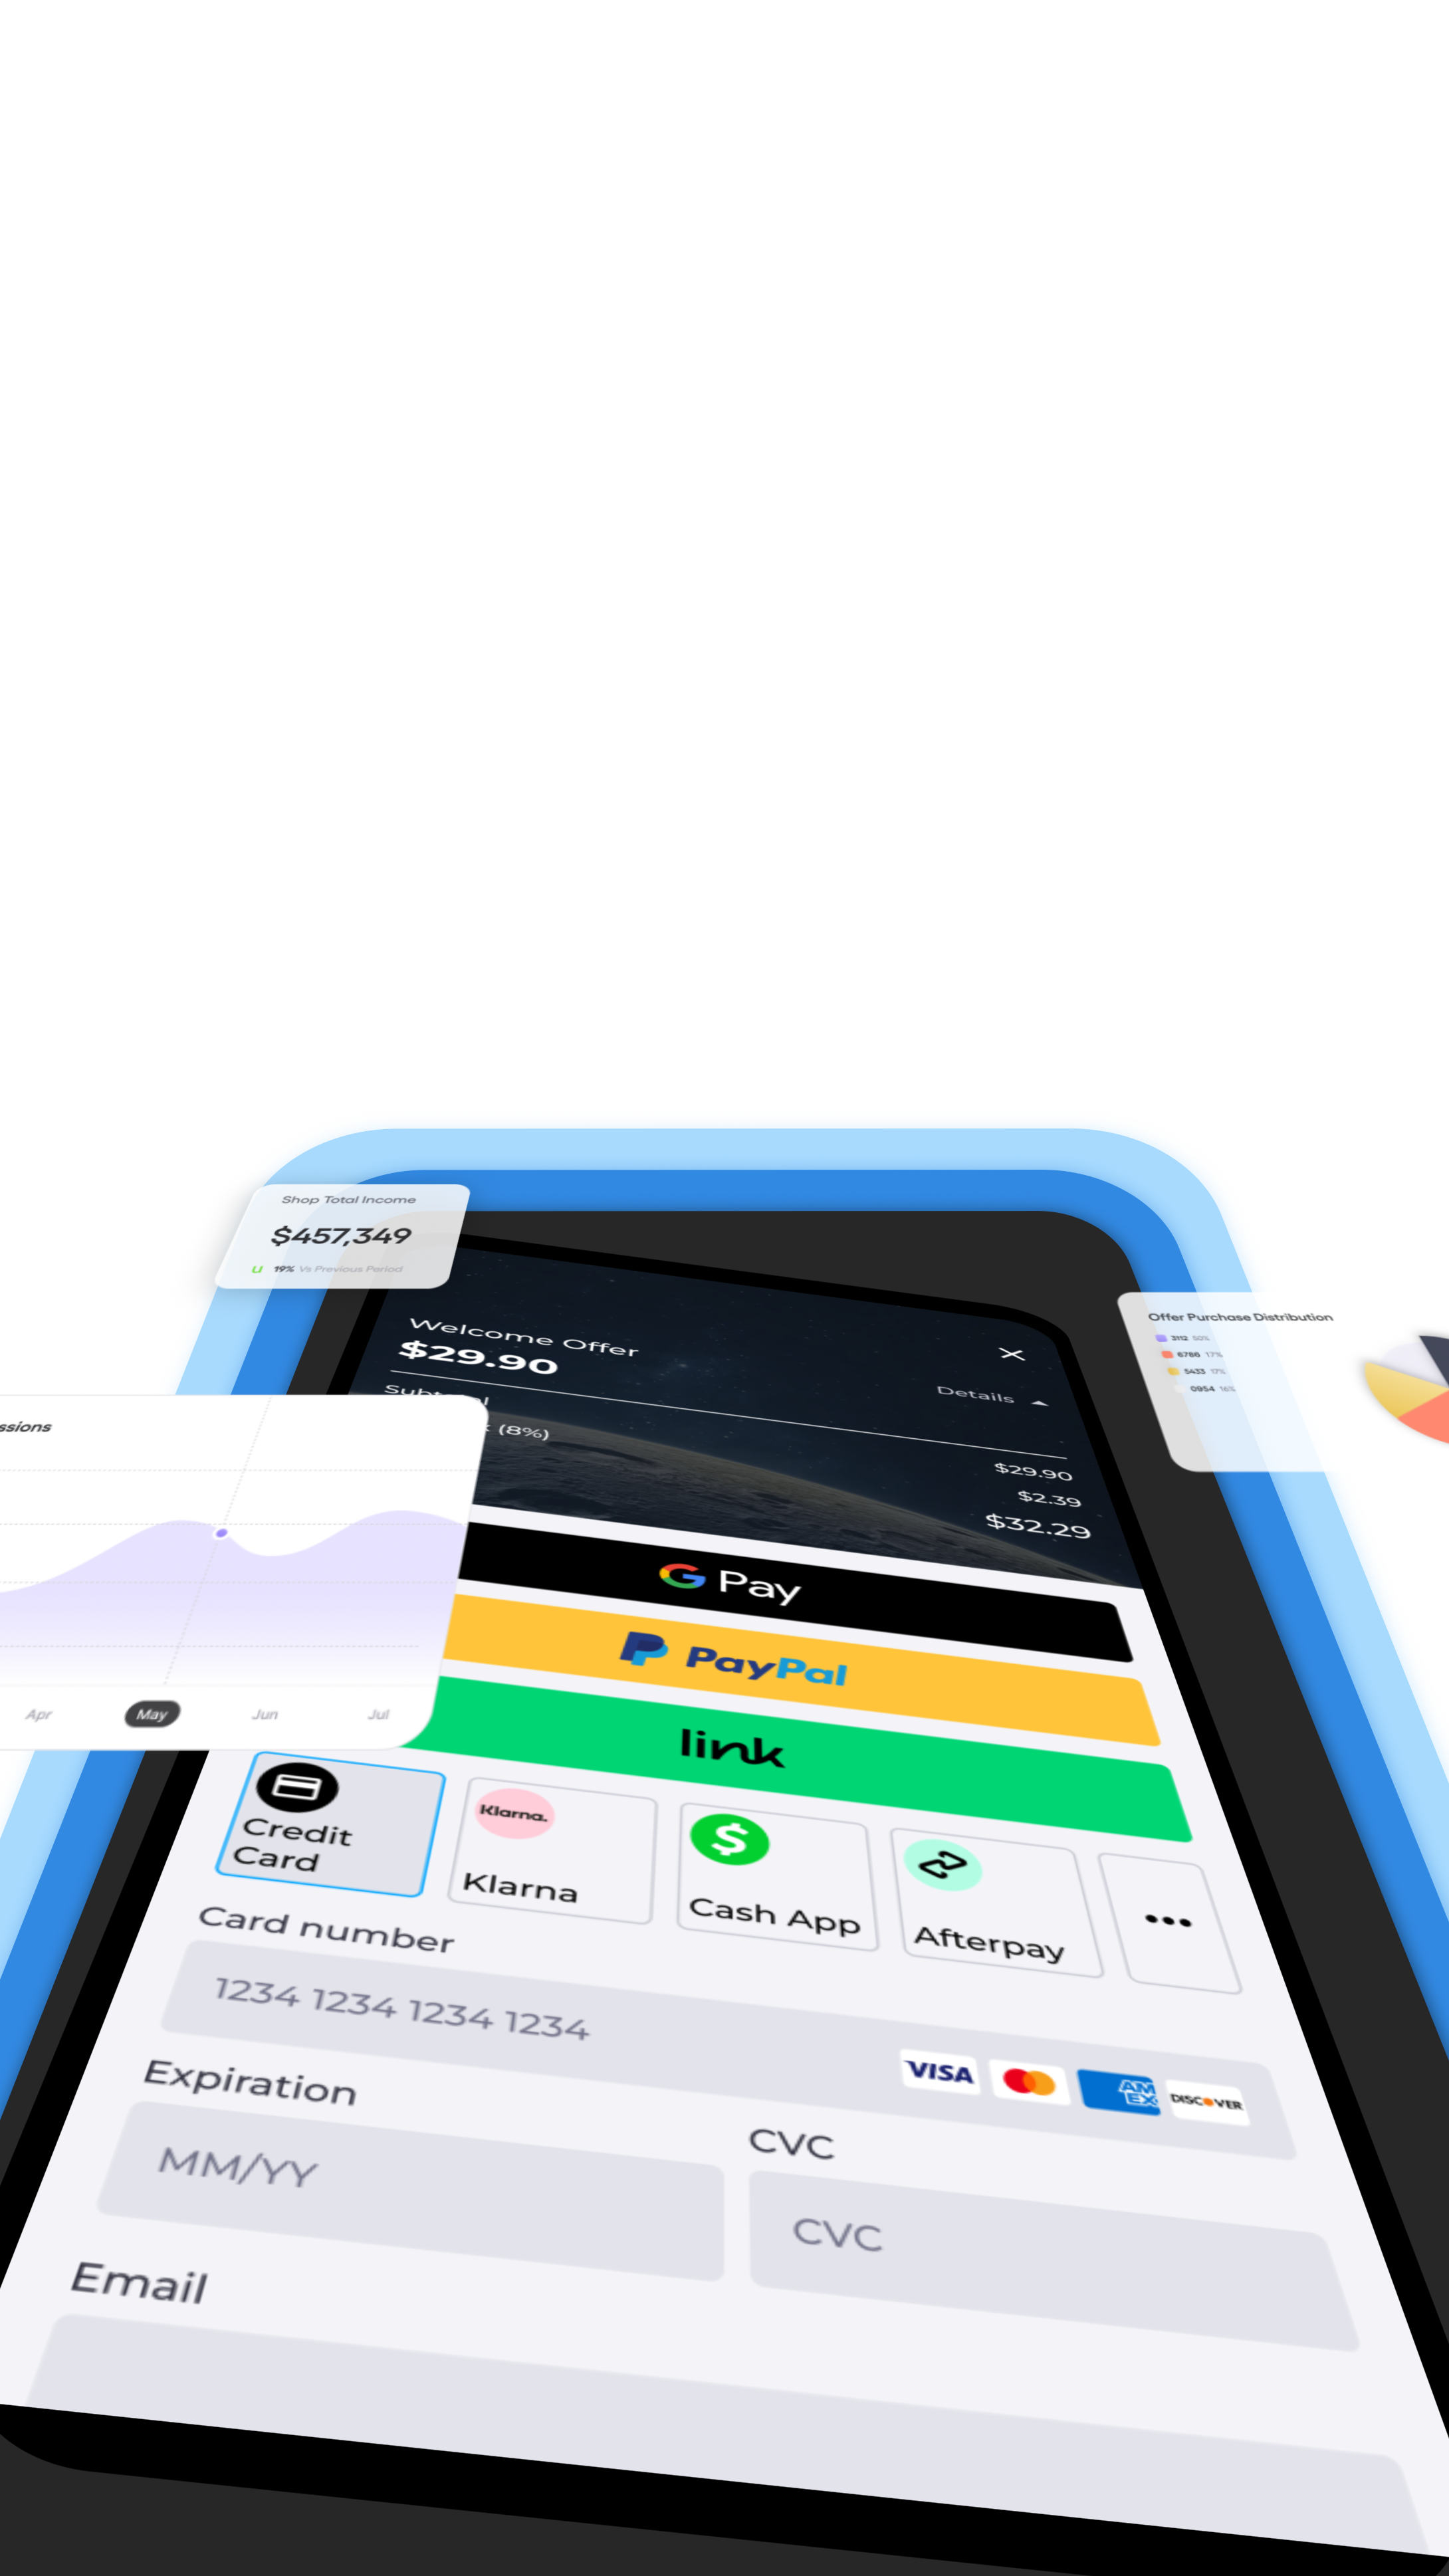 Shop Total Income
$457,349
19% Vs Previous Period
Welcome Offer
$29.90
Details
(8%)
$29.90
$2.39
$32.29
Offer Purchase Distribution
3112 50%
6786 17%
5433 17%
0954 16%
ssions
Apr May Jun Jul
G Pay
PayPal
link
Credit
Card
Klarna.
Klarna
$
Cash App
Afterpay
•••
Card number
1234 1234 1234 1234
VISA
AM
EX
DISCOVER
Expiration
CVC
MM/YY
CVC
Email